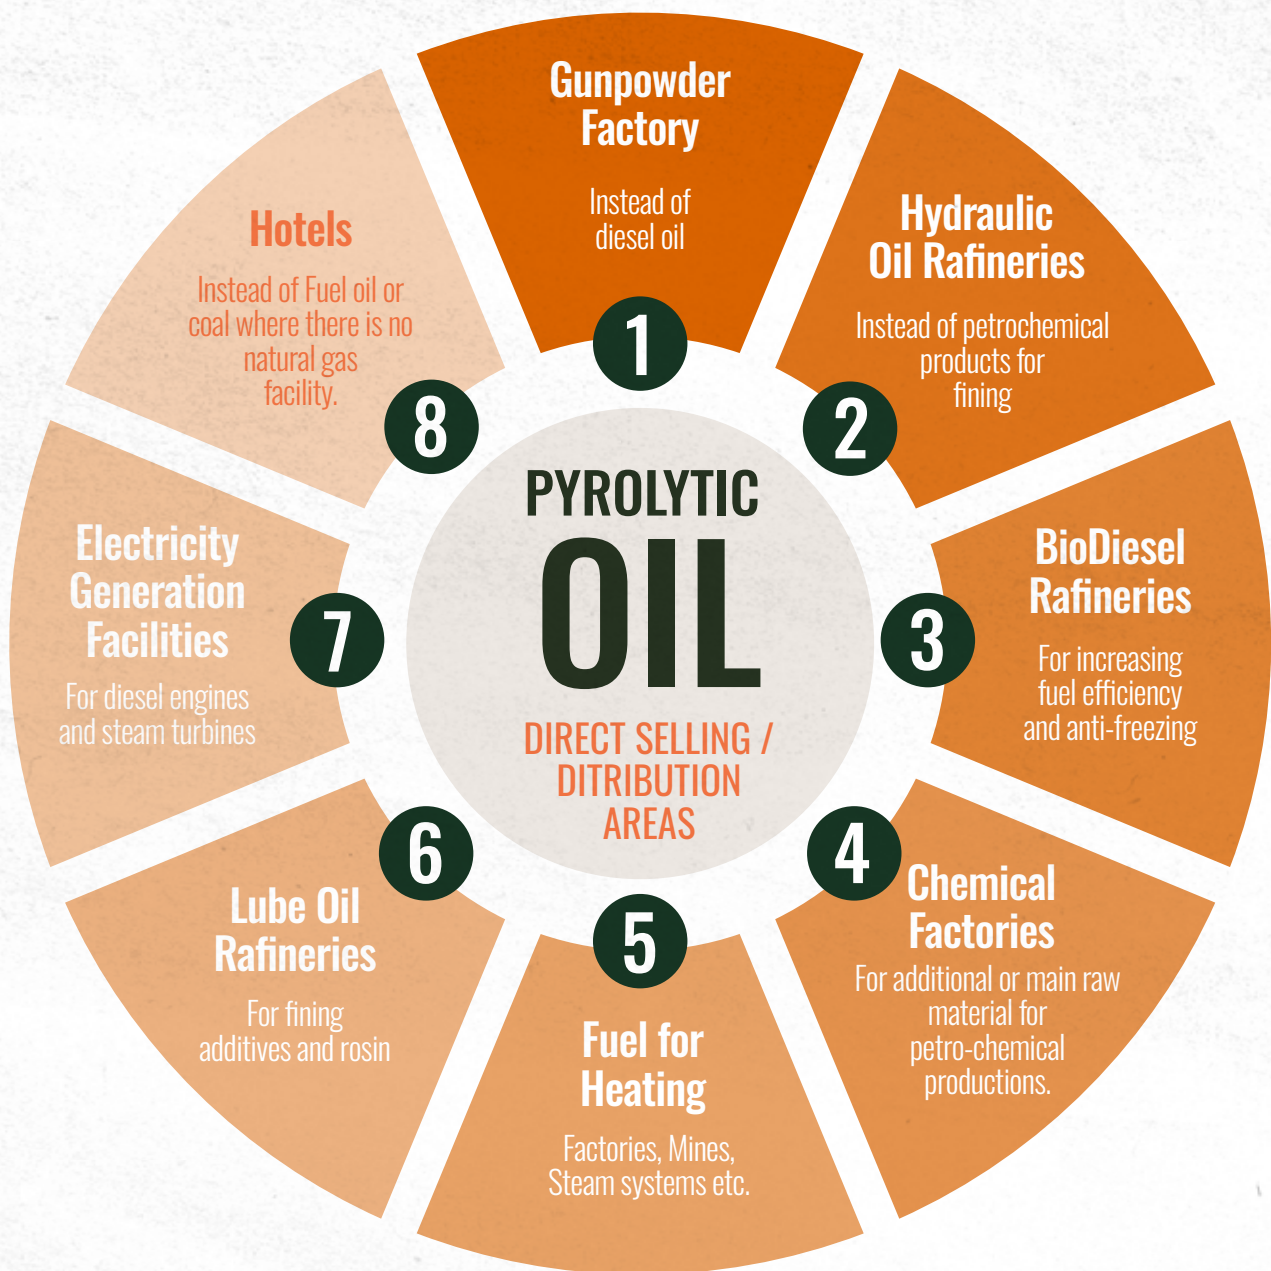 PYROLYTIC
OIL
DIRECT SELLING /
DITRIBUTION
AREAS
1
Gunpowder
Factory
Instead of
diesel oil
2
Hydraulic
Oil Rafineries
Instead of petrochemical
products for
fining
3
BioDiesel
Rafineries
For increasing
fuel efficiency
and anti-freezing
4
Chemical
Factories
For additional or main raw
material for
petro-chemical
productions.
5
Fuel for
Heating
Factories, Mines,
Steam systems etc.
6
Lube Oil
Rafineries
For fining
additives and rosin
7
Electricity
Generation
Facilities
For diesel engines
and steam turbines
8
Hotels
Instead of Fuel oil or
coal where there is no
natural gas
facility.